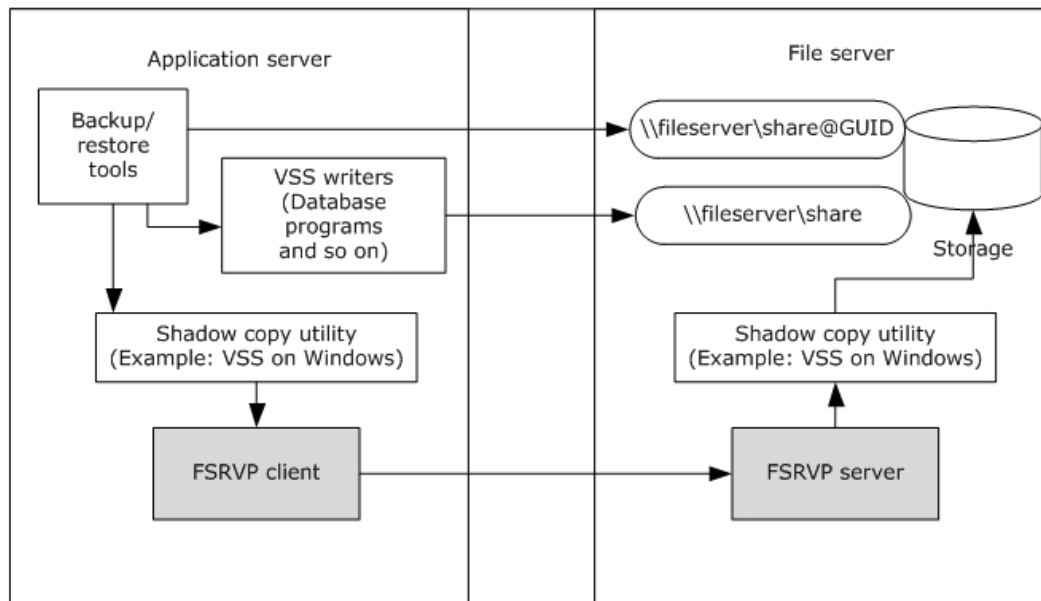 Application server
Backup/
restore
tools
VSS writers
(Database
programs
and so on)
Shadow copy utility
(Example: VSS on Windows)
FSRVP client
File server
\\fileserver\share@GUID
\\fileserver\share
Storage
Shadow copy utility
(Example: VSS on Windows)
FSRVP server